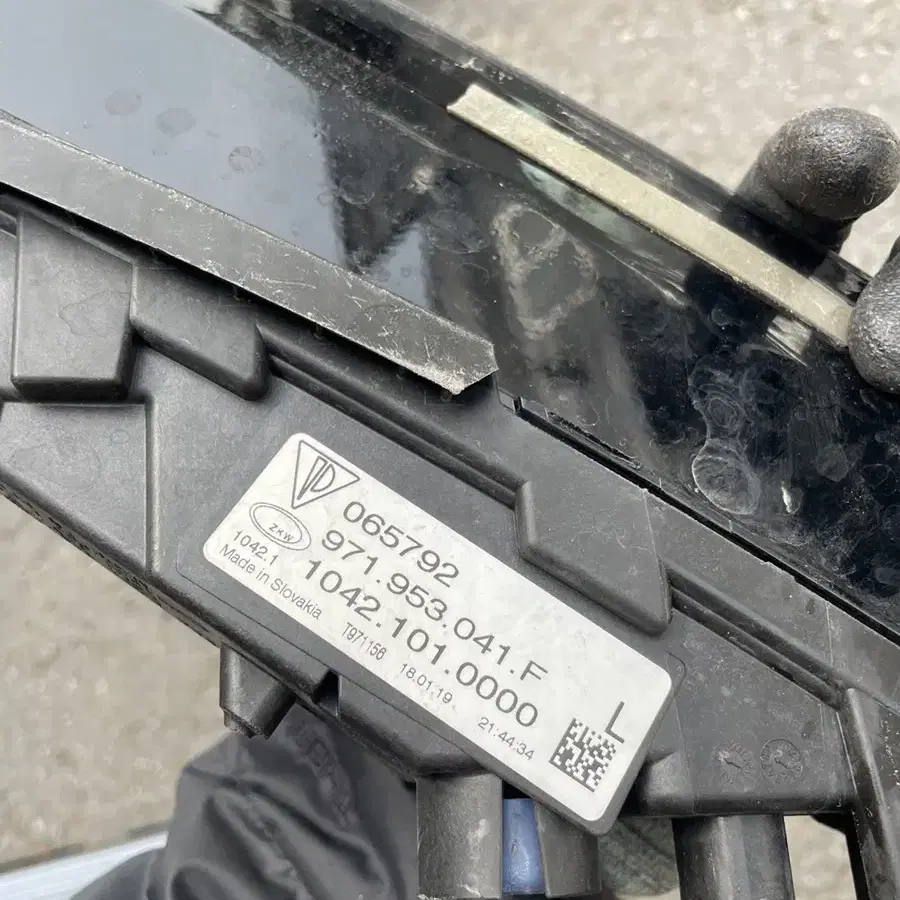 065792
971.953.041.F
1042.101.0000
ZKW
1042.1
Made in Slovakia
T971156 18.01.19 21:44:34
L